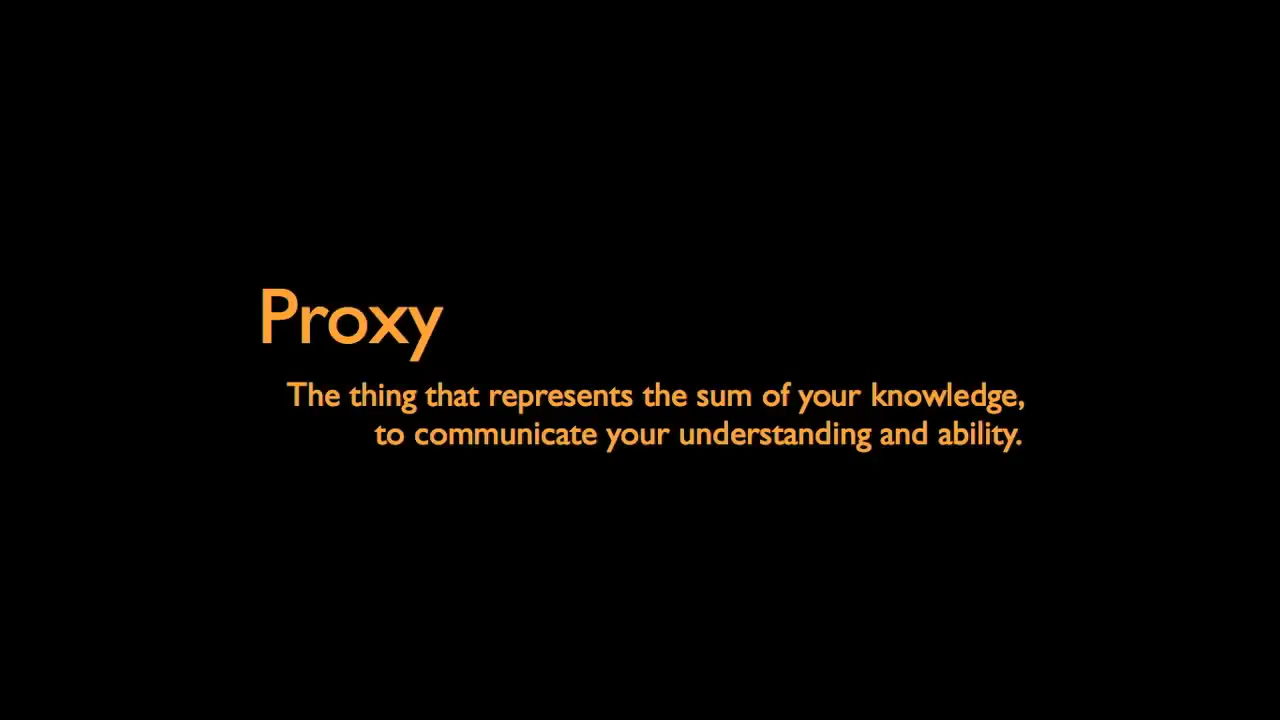 Proxy
The thing that represents the sum of your knowledge,
to communicate your understanding and ability.